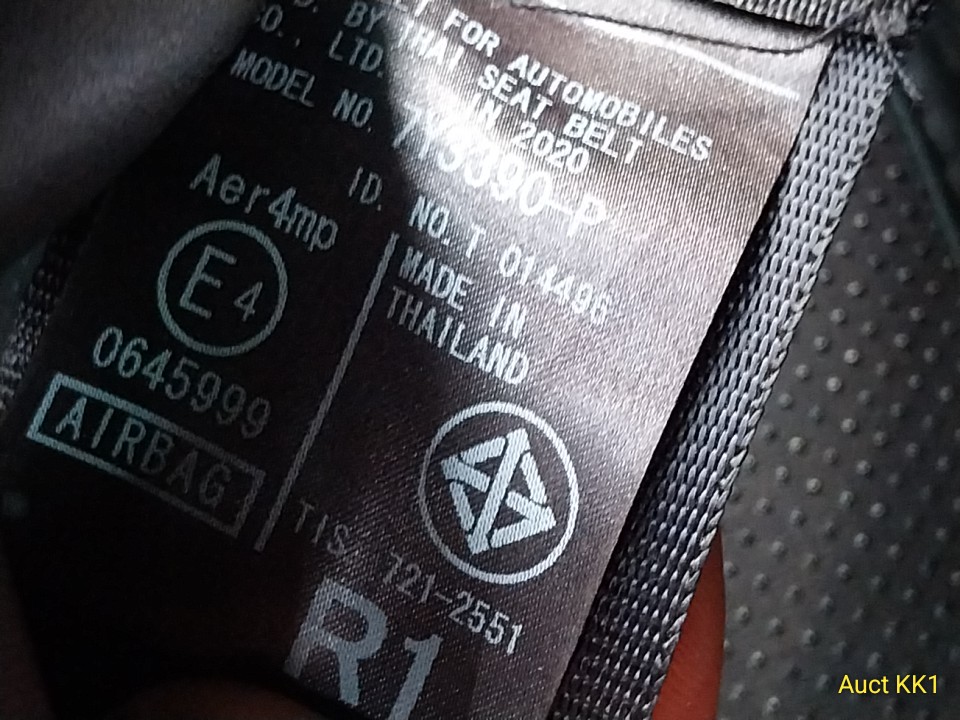 T FOR AUTOMOBILES
D. BY THAI SEAT BELT
CO., LTD. 2020
MODEL NO.
ID. NO. T 014496
Aer4mp
E4
0645999
AIRBAG
MADE IN
THAILAND
TIS 721-2551
R1
Auct KK1